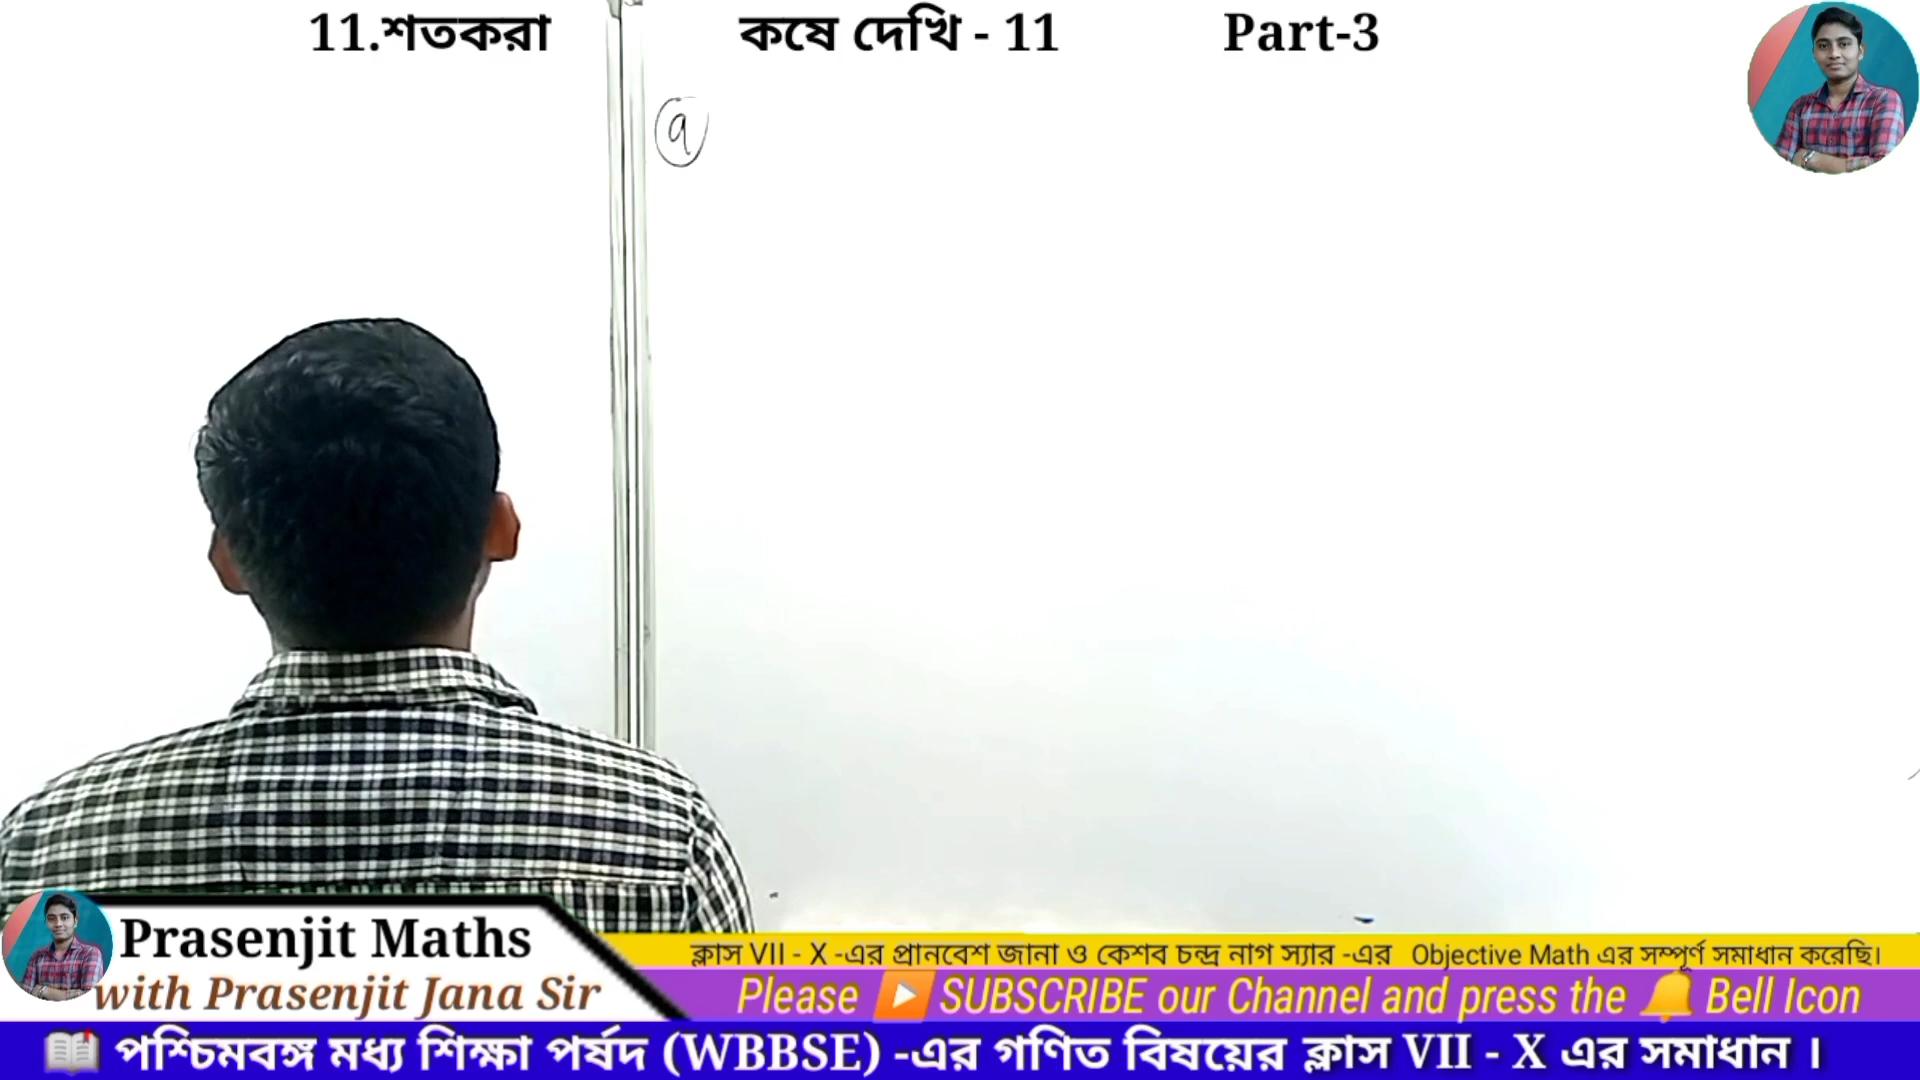 11.শতকরা কষে দেখি - 11 Part-3
Prasenjit Maths
with Prasenjit Jana Sir
ক্লাস VII - X -এর প্রানবেশ জানা ও কেশব চন্দ্র নাগ স্যার -এর Objective Math এর সম্পূর্ণ সমাধান করেছি।
Please SUBSCRIBE our Channel and press the Bell Icon
পশ্চিমবঙ্গ মধ্য শিক্ষা পর্ষদ (WBBSE) -এর গণিত বিষয়ের ক্লাস VII - X এর সমাধান ।